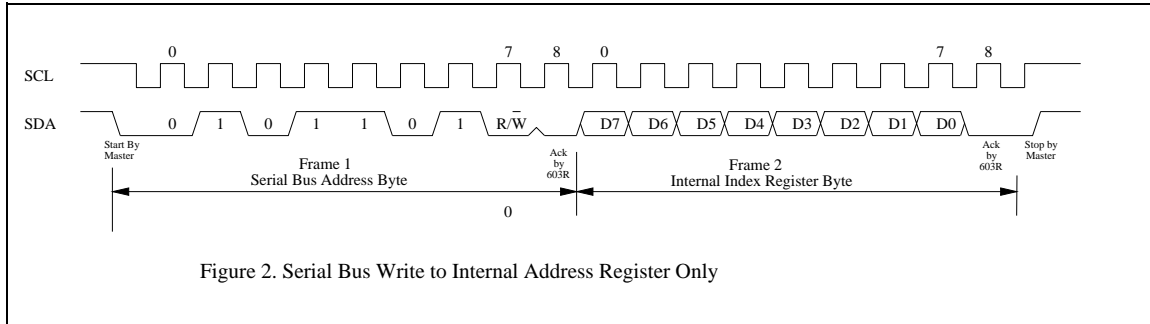 0 7 8 0 7 8
SCL
SDA 0 1 0 1 1 0 1 R/W̅ D7 D6 D5 D4 D3 D2 D1 D0
Start By
Master
Ack
by
603R
Ack
by
603R
Stop by
Master
Frame 1
Serial Bus Address Byte
Frame 2
Internal Index Register Byte
0
Figure 2. Serial Bus Write to Internal Address Register Only